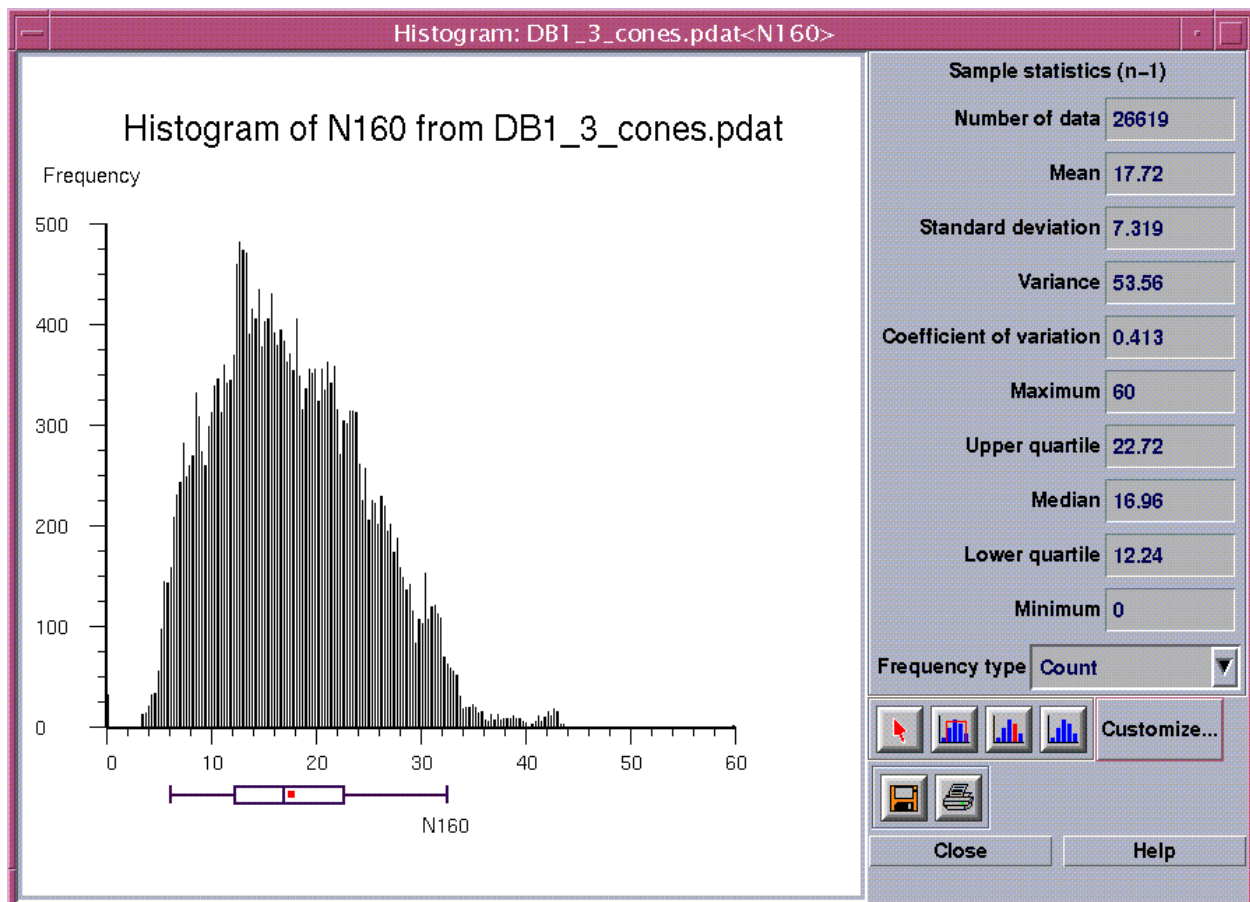 Histogram: DB1_3_cones.pdat<N160>
Histogram of N160 from DB1_3_cones.pdat
Frequency
500
400
300
200
100
0
0 10 20 30 40 50 60
N160
Sample statistics (n-1)
Number of data 26619
Mean 17.72
Standard deviation 7.319
Variance 53.56
Coefficient of variation 0.413
Maximum 60
Upper quartile 22.72
Median 16.96
Lower quartile 12.24
Minimum 0
Frequency type Count
Customize...
Close Help